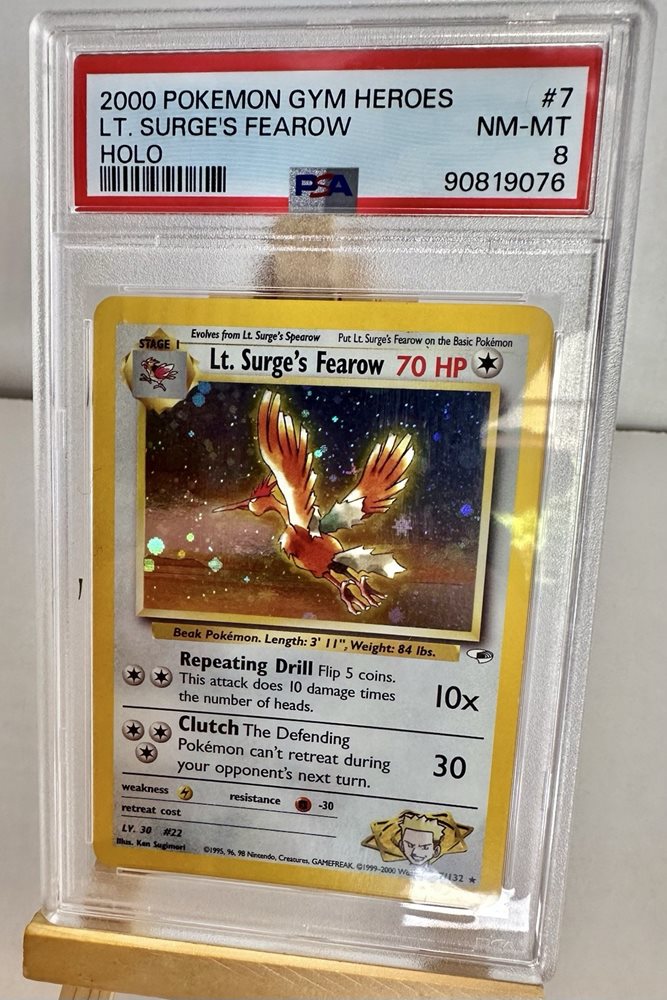 2000 POKEMON GYM HEROES #7
LT. SURGE'S FEAROW NM-MT
HOLO 8
PSA 90819076
Evolves from Lt. Surge's Spearow Put Lt. Surge's Fearow on the Basic Pokémon
STAGE 1
Lt. Surge's Fearow 70 HP
Beak Pokémon. Length: 3' 11", Weight: 84 lbs.
Repeating Drill Flip 5 coins.
This attack does 10 damage times
the number of heads.
10x
Clutch The Defending
Pokémon can't retreat during
your opponent's next turn.
30
weakness resistance -30
retreat cost
LV. 30 #22
Illus. Ken Sugimori
©1995, 96, 98 Nintendo, Creatures, GAMEFREAK. ©1999-2000 7/132